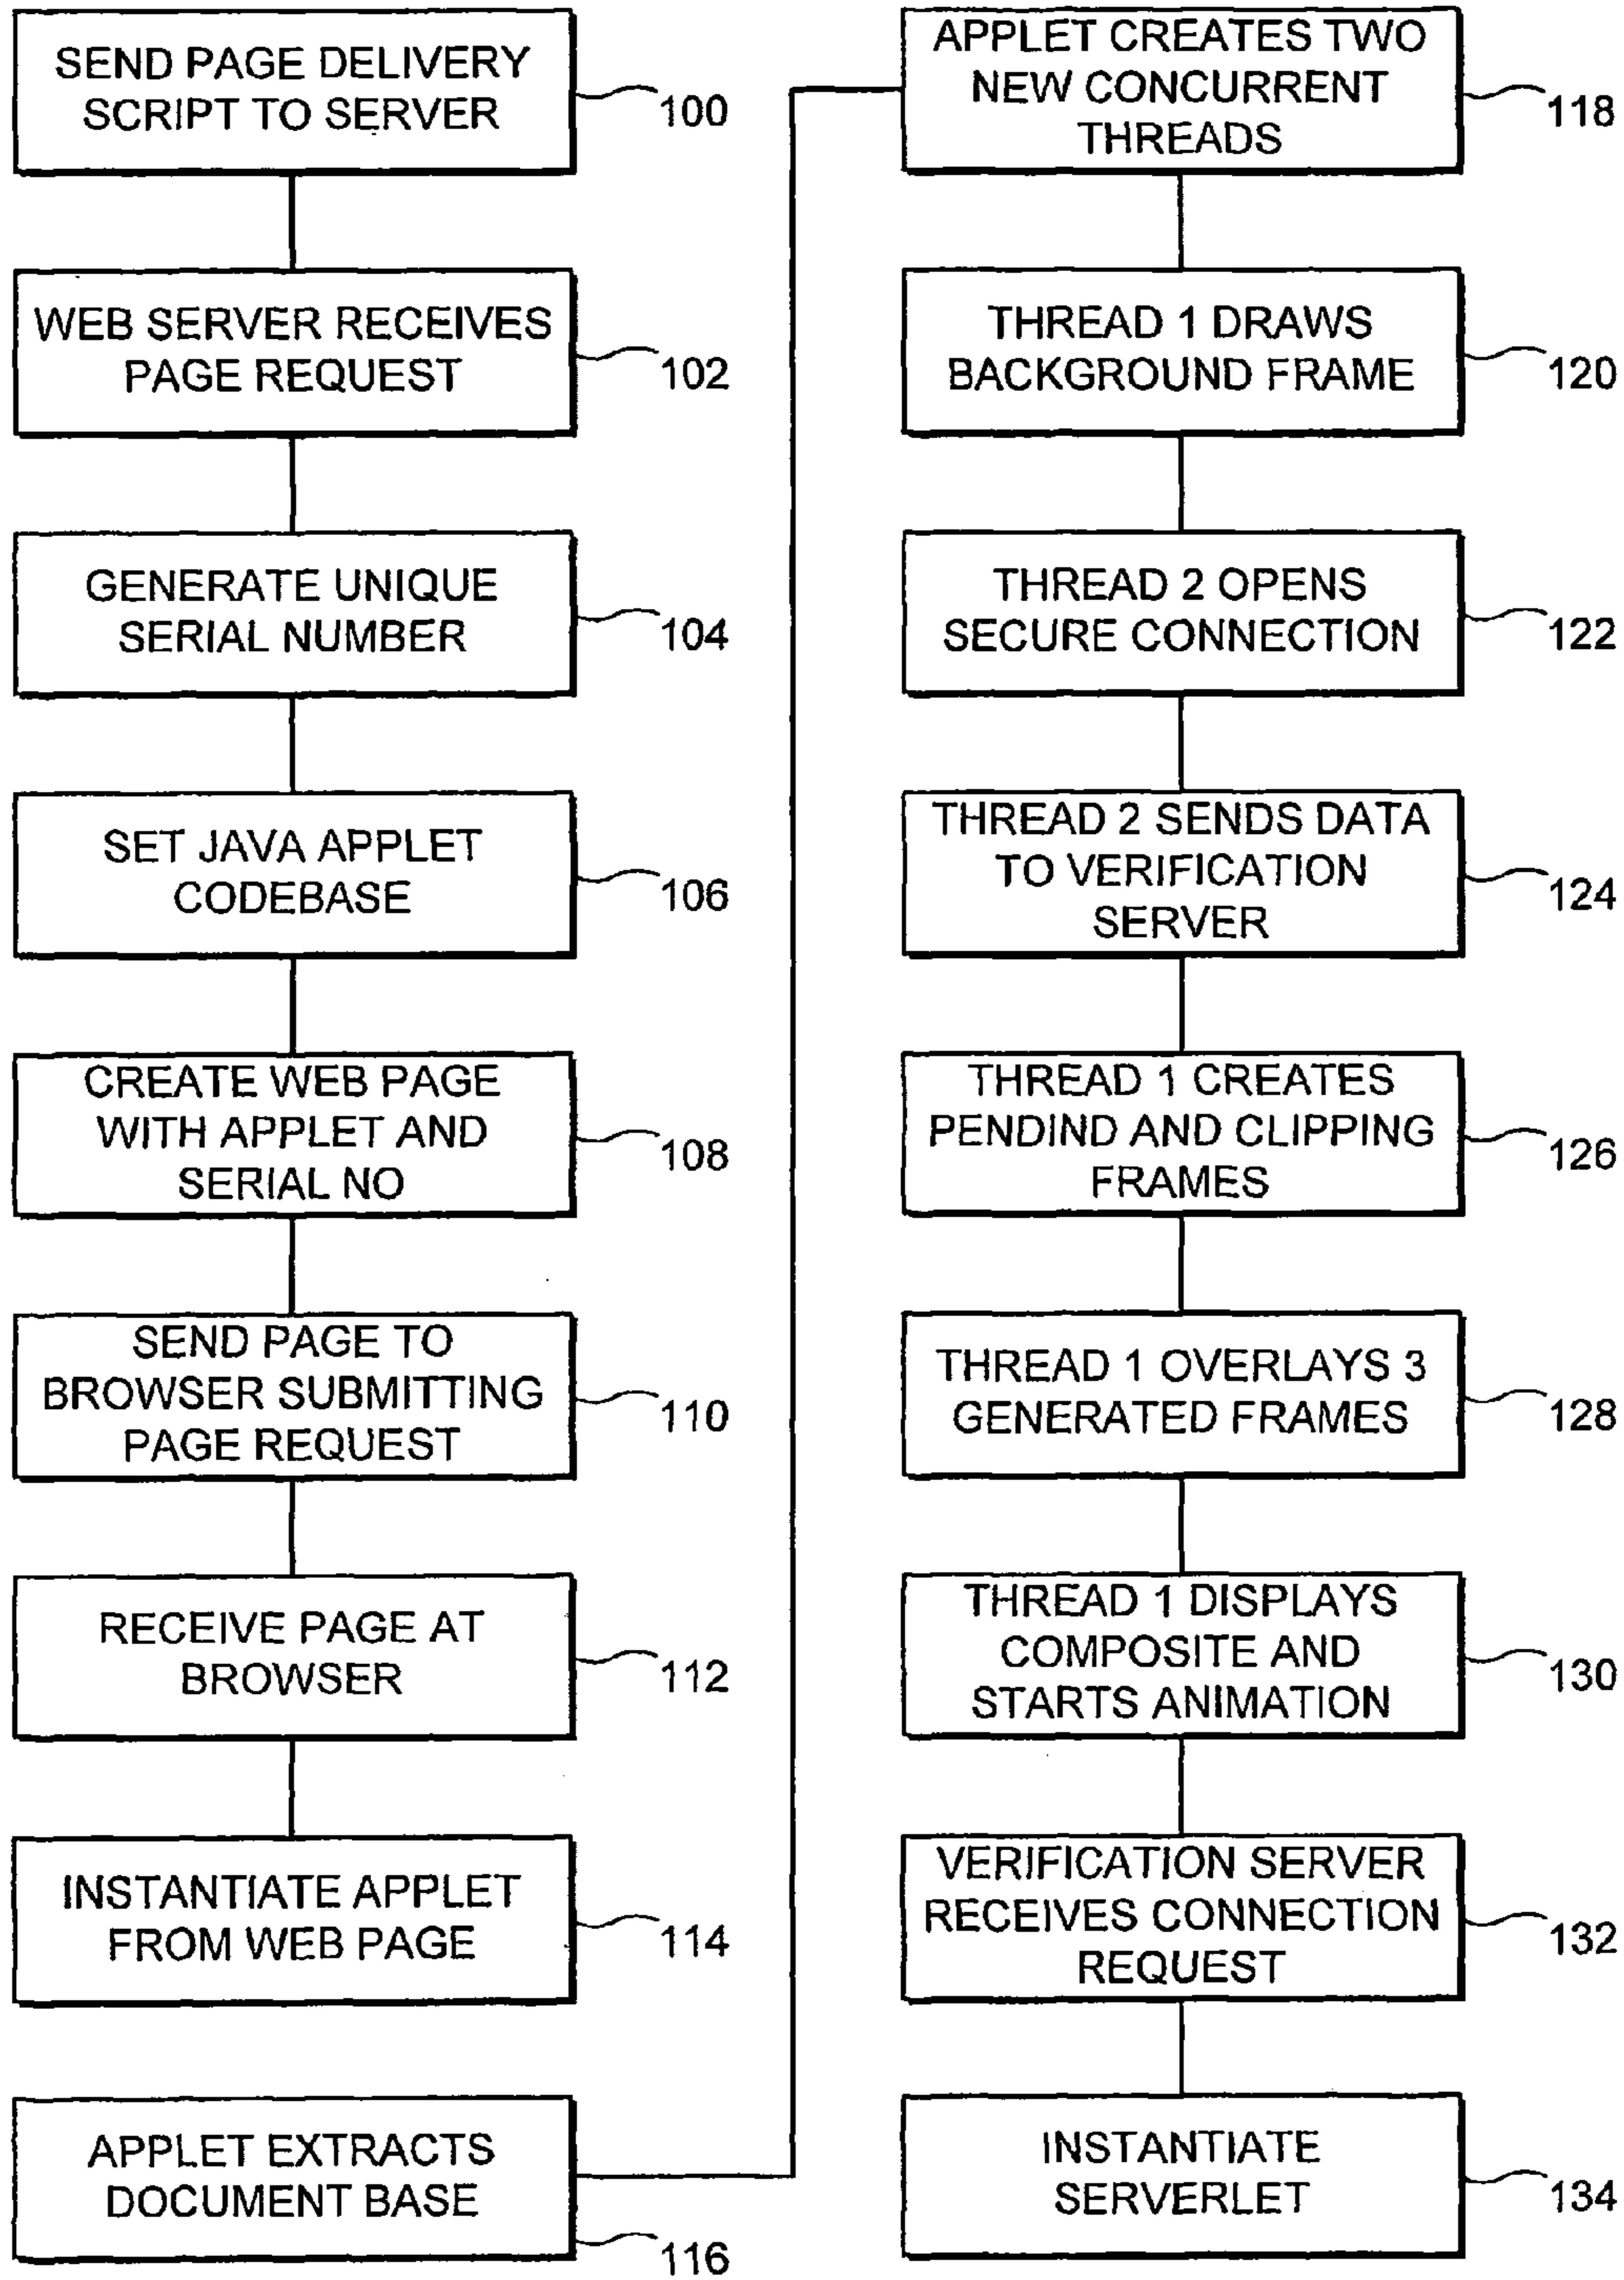 SEND PAGE DELIVERY
SCRIPT TO SERVER
100
WEB SERVER RECEIVES
PAGE REQUEST
102
GENERATE UNIQUE
SERIAL NUMBER
104
SET JAVA APPLET
CODEBASE
106
CREATE WEB PAGE
WITH APPLET AND
SERIAL NO
108
SEND PAGE TO
BROWSER SUBMITTING
PAGE REQUEST
110
RECEIVE PAGE AT
BROWSER
112
INSTANTIATE APPLET
FROM WEB PAGE
114
APPLET EXTRACTS
DOCUMENT BASE
116
APPLET CREATES TWO
NEW CONCURRENT
THREADS
118
THREAD 1 DRAWS
BACKGROUND FRAME
120
THREAD 2 OPENS
SECURE CONNECTION
122
THREAD 2 SENDS DATA
TO VERIFICATION
SERVER
124
THREAD 1 CREATES
PENDIND AND CLIPPING
FRAMES
126
THREAD 1 OVERLAYS 3
GENERATED FRAMES
128
THREAD 1 DISPLAYS
COMPOSITE AND
STARTS ANIMATION
130
VERIFICATION SERVER
RECEIVES CONNECTION
REQUEST
132
INSTANTIATE
SERVERLET
134